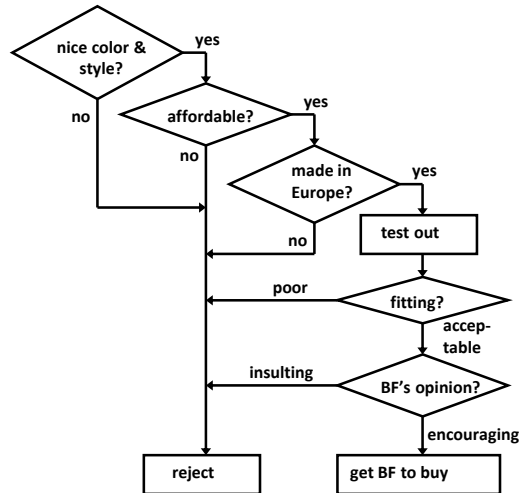 nice color &
style?
yes
no
affordable?
yes
no
made in
Europe?
yes
no
test out
poor
fitting?
accep-
table
insulting
BF's opinion?
encouraging
reject
get BF to buy